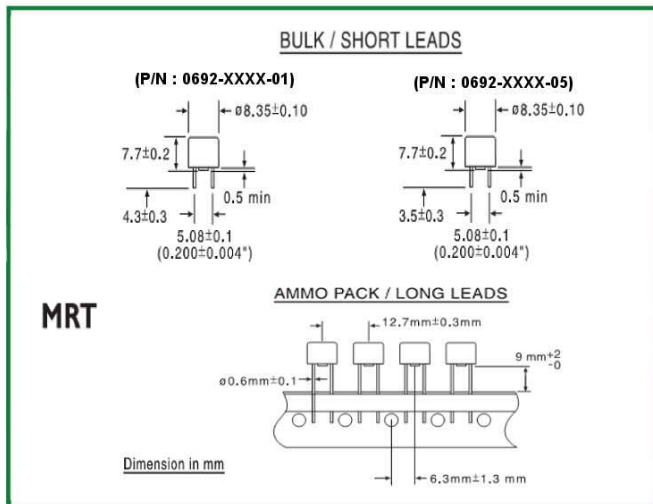 BULK / SHORT LEADS
(P/N : 0692-XXXX-01)
ø8.35±0.10
7.7±0.2
0.5 min
4.3±0.3
5.08±0.1
(0.200±0.004")
(P/N : 0692-XXXX-05)
ø8.35±0.10
7.7±0.2
0.5 min
3.5±0.3
5.08±0.1
(0.200±0.004")
MRT
AMMO PACK / LONG LEADS
12.7mm±0.3mm
9 mm+2
-0
ø0.6mm±0.1
6.3mm±1.3 mm
Dimension in mm